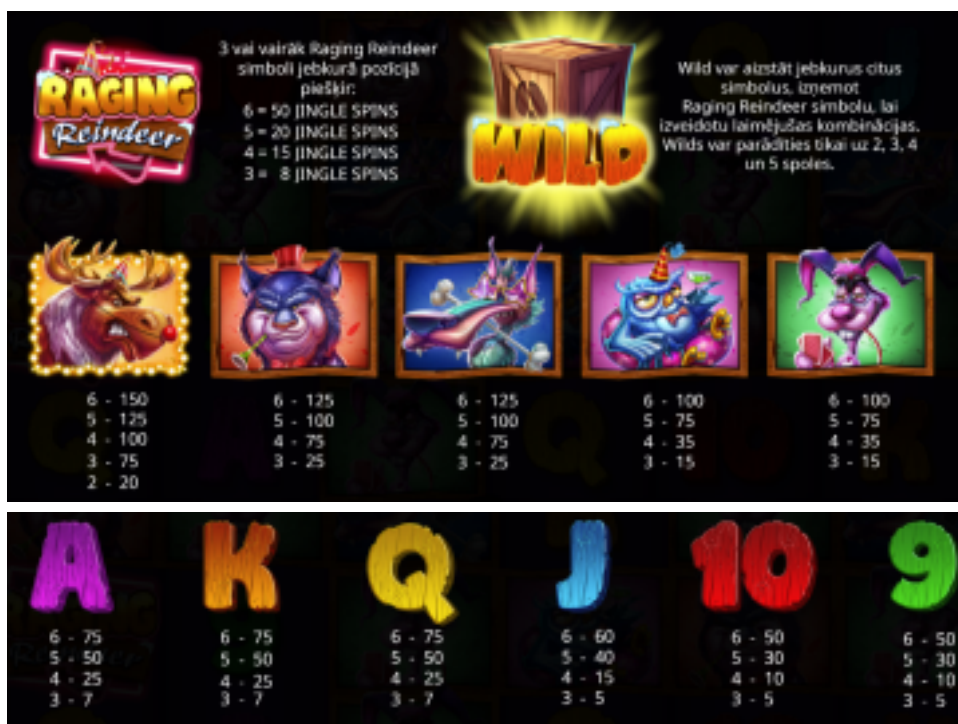 RAGING
Reindeer
3 vai vairāk Raging Reindeer
simboli jebkurā pozīcijā
piešķir:
6 = 50 JINGLE SPINS
5 = 20 JINGLE SPINS
4 = 15 JINGLE SPINS
3 = 8 JINGLE SPINS
WILD
Wild var aizstāt jebkurus citus
simbolus, izņemot
Raging Reindeer simbolu, lai
izveidotu laimējušas kombinācijas.
Wilds var parādīties tikai uz 2, 3, 4
un 5 spoles.
6 - 150
5 - 125
4 - 100
3 - 75
2 - 20
6 - 125
5 - 100
4 - 75
3 - 25
6 - 125
5 - 100
4 - 75
3 - 25
6 - 100
5 - 75
4 - 35
3 - 15
6 - 100
5 - 75
4 - 35
3 - 15
A
6 - 75
5 - 50
4 - 25
3 - 7
K
6 - 75
5 - 50
4 - 25
3 - 7
Q
6 - 75
5 - 50
4 - 25
3 - 7
J
6 - 60
5 - 40
4 - 15
3 - 5
10
6 - 50
5 - 30
4 - 10
3 - 5
9
6 - 50
5 - 30
4 - 10
3 - 5